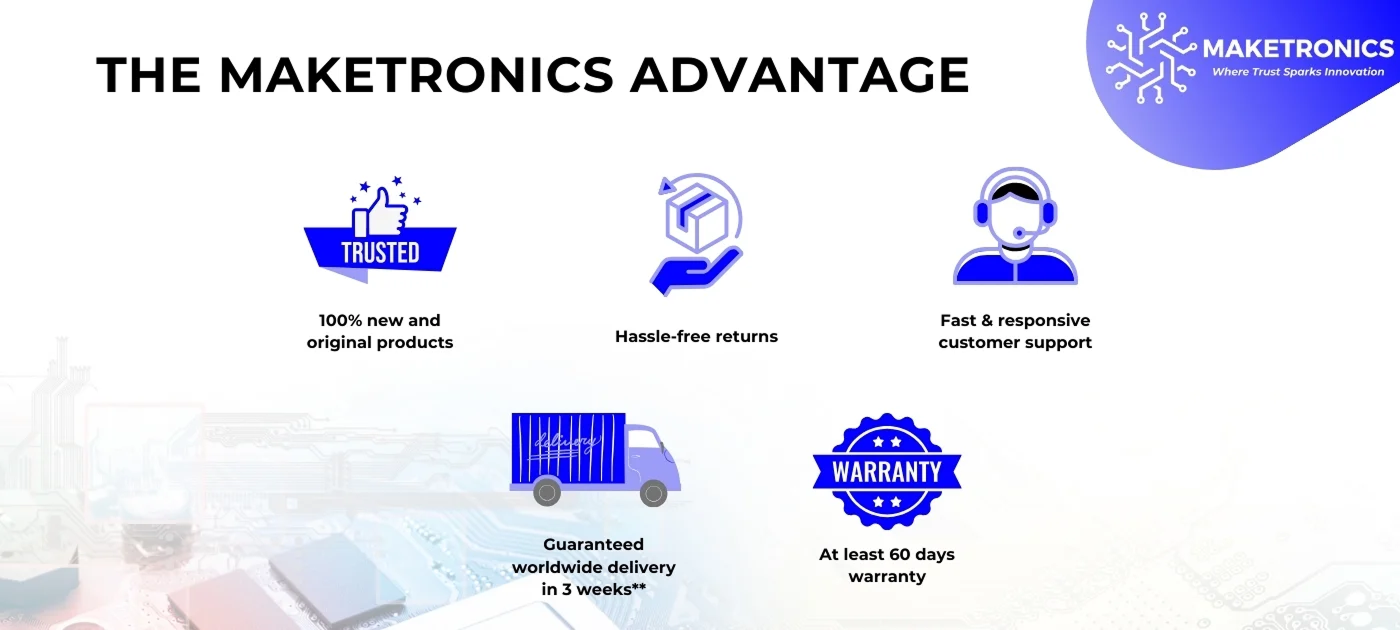 THE MAKETRONICS ADVANTAGE
MAKETRONICS
Where Trust Sparks Innovation
TRUSTED
100% new and
original products
Hassle-free returns
Fast & responsive
customer support
delivery
Guaranteed
worldwide delivery
in 3 weeks**
WARRANTY
At least 60 days
warranty